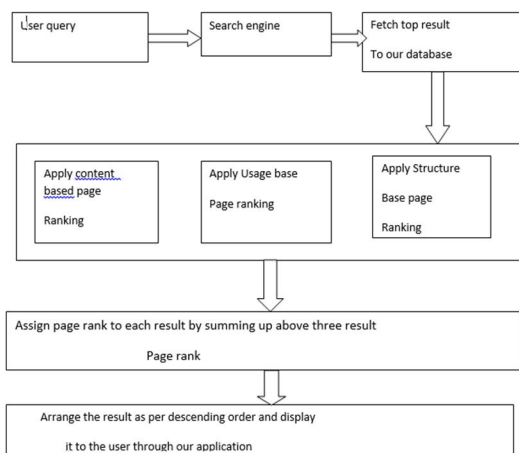 User query
Search engine
Fetch top result
To our database
Apply content
based page
Ranking
Apply Usage base
Page ranking
Apply Structure
Base page
Ranking
Assign page rank to each result by summing up above three result
Page rank
Arrange the result as per descending order and display
it to the user through our application